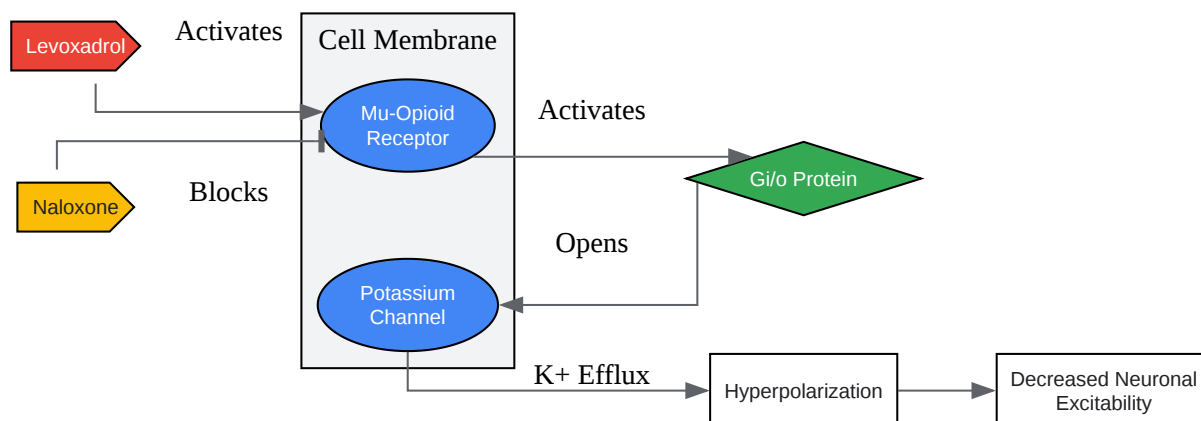 Levoxadrol
Activates
Cell Membrane
Mu-Opioid
Receptor
Activates
Gi/o Protein
Blocks
Naloxone
Opens
Potassium
Channel
K+ Efflux
Hyperpolarization
Decreased Neuronal
Excitability